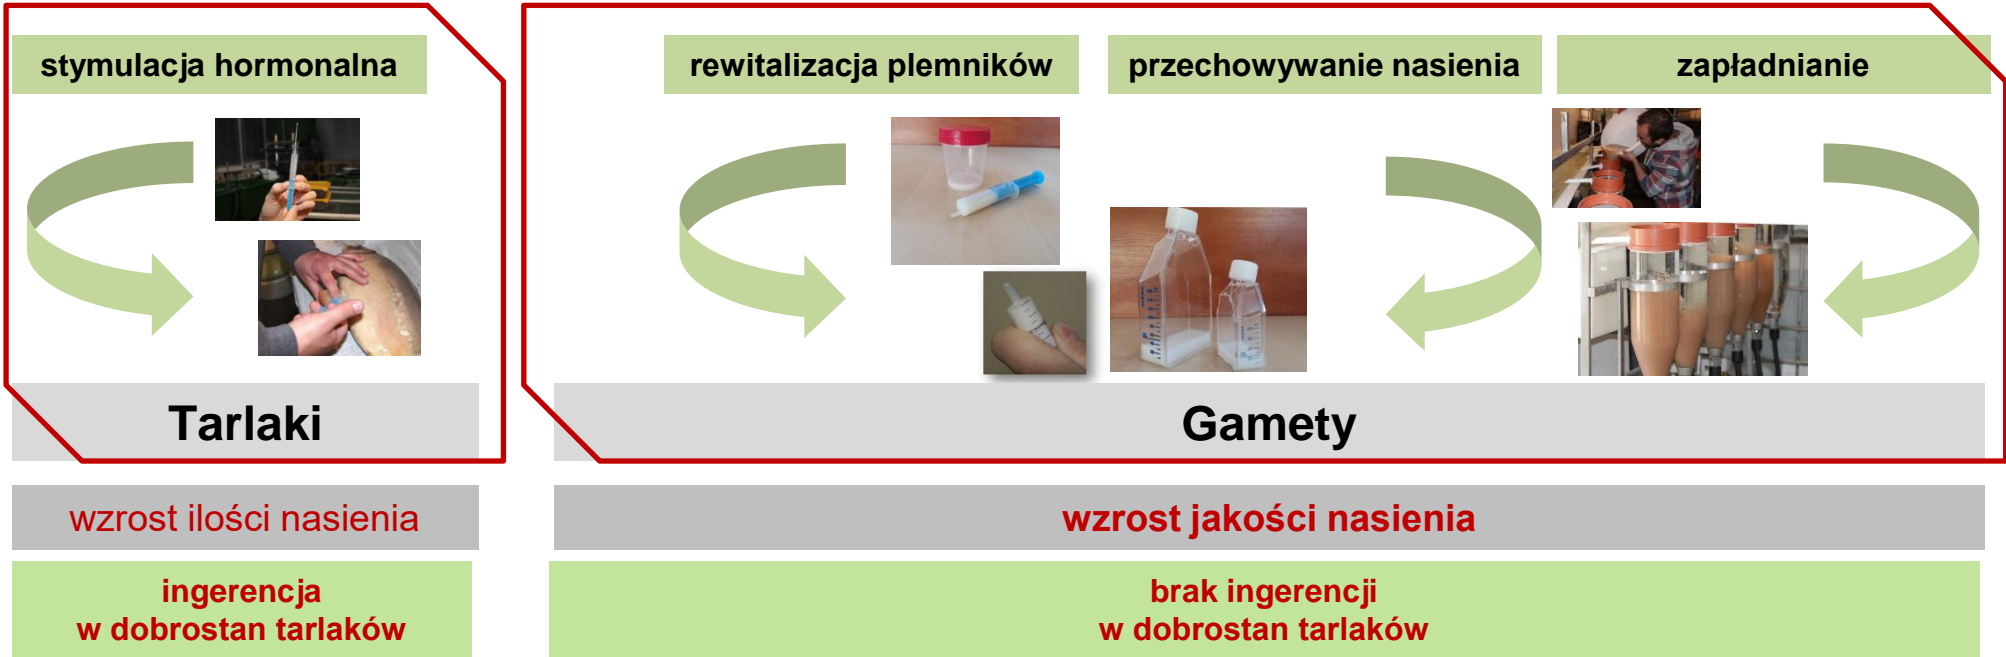 stymulacja hormonalna
rewitalizacja plemników
przechowywanie nasienia
zapładnianie
Tarlaki
Gamety
wzrost ilości nasienia
wzrost jakości nasienia
ingerencja
w dobrostan tarlaków
brak ingerencji
w dobrostan tarlaków